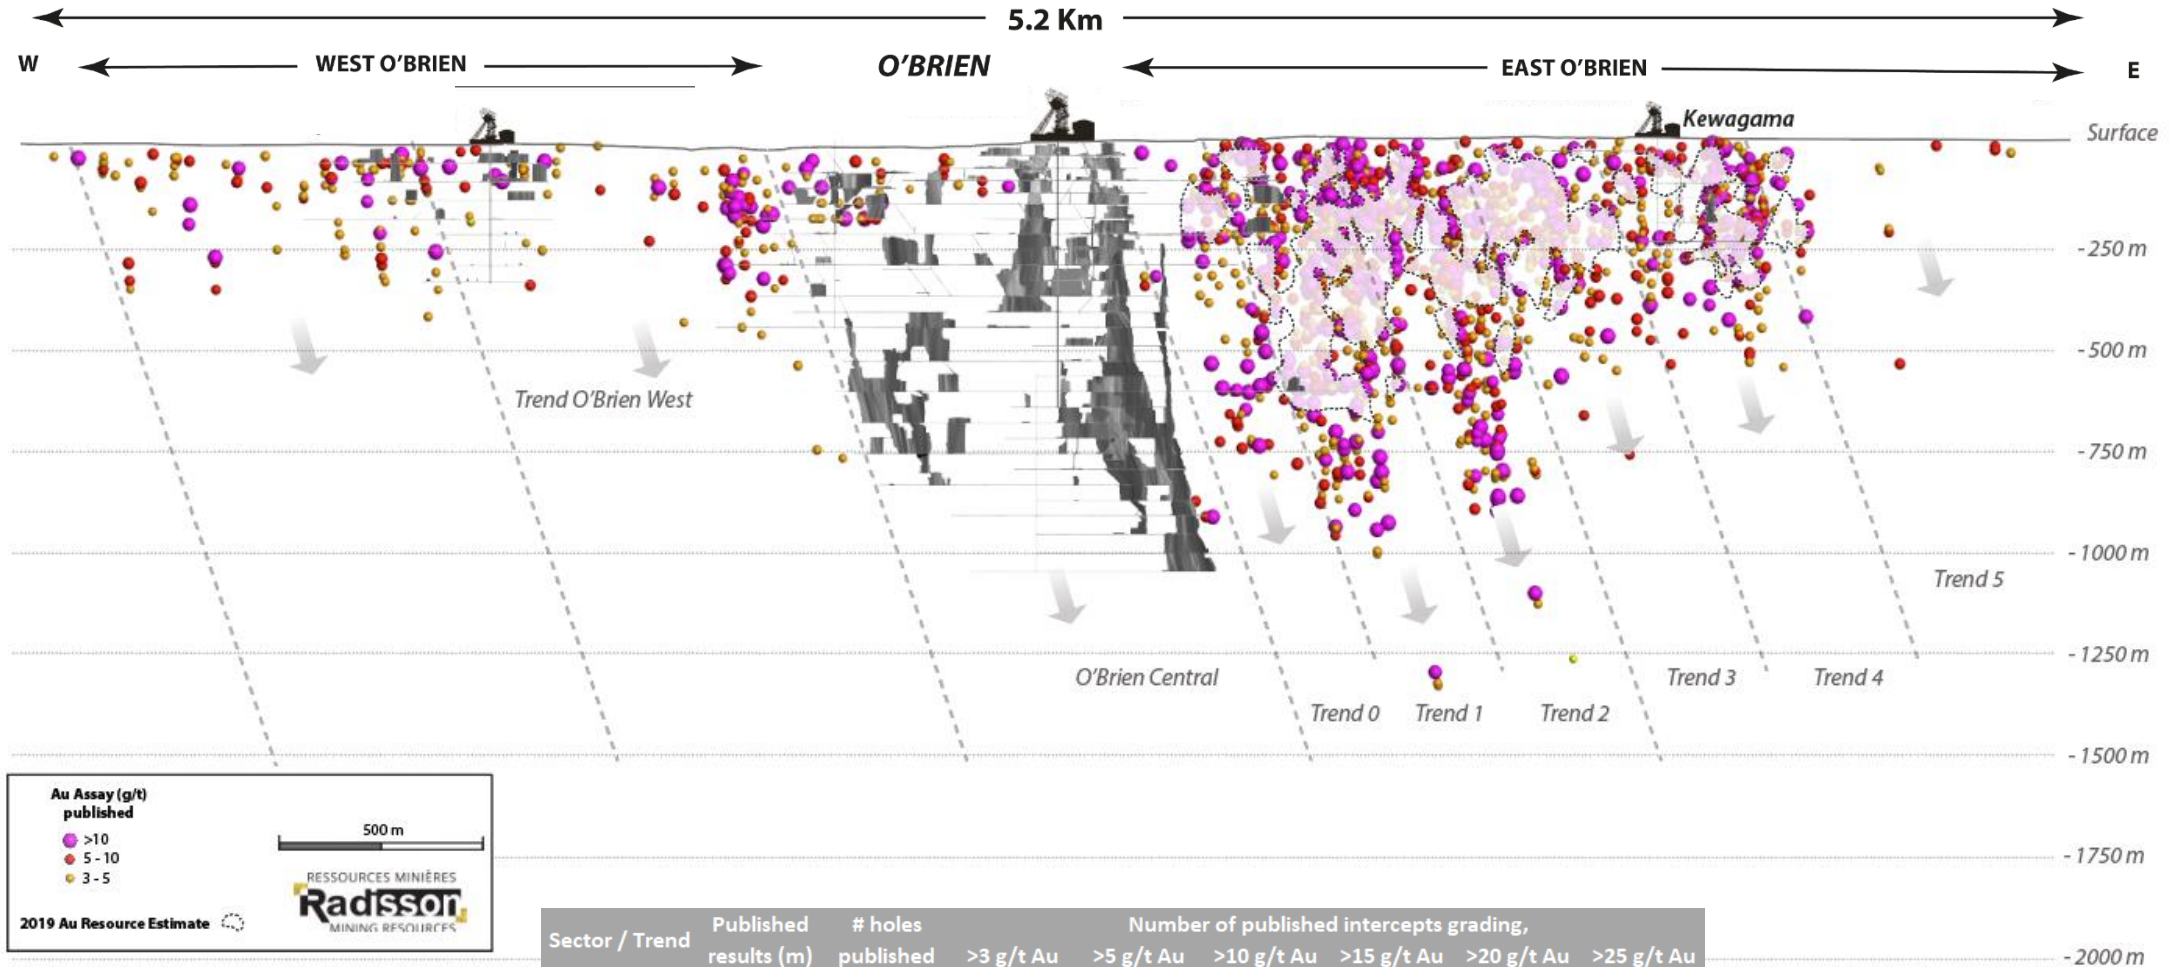 5.2 Km
W
WEST O'BRIEN
O'BRIEN
EAST O'BRIEN
E
Kewagama
Surface
- 250 m
- 500 m
Trend O'Brien West
- 750 m
- 1000 m
Trend 5
- 1250 m
O'Brien Central
Trend 3
Trend 4
Trend 0
Trend 1
Trend 2
- 1500 m
Au Assay (g/t)
published
>10
5 - 10
3 - 5
500 m
RESSOURCES MINIÈRES
Radisson
MINING RESOURCES
2019 Au Resource Estimate
- 1750 m
Sector / Trend
Published
results (m)
# holes
published
Number of published intercepts grading,
>3 g/t Au
>5 g/t Au
>10 g/t Au
>15 g/t Au
>20 g/t Au
>25 g/t Au
- 2000 m